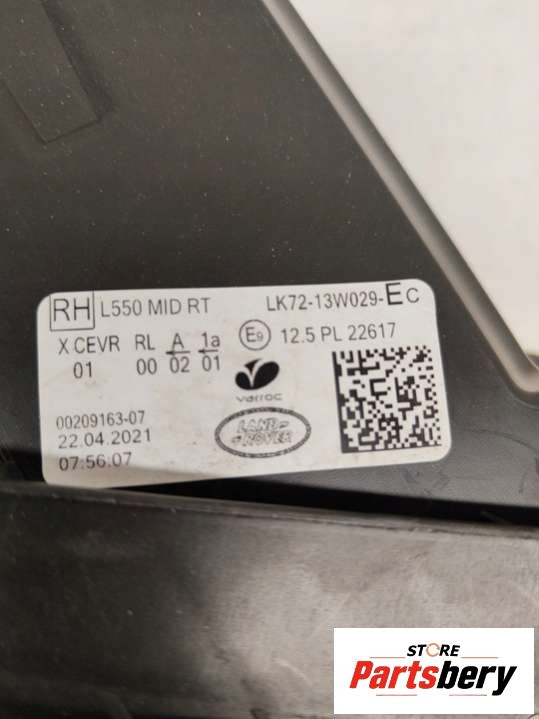 RH L550 MID RT LK72-13W029-EC
X CEVR RL A 1a E9 12.5 PL 22617
01 00 02 01
varroc
00209163-07
22.04.2021
07:56:07
LAND-
-ROVER
STORE
Partsbery